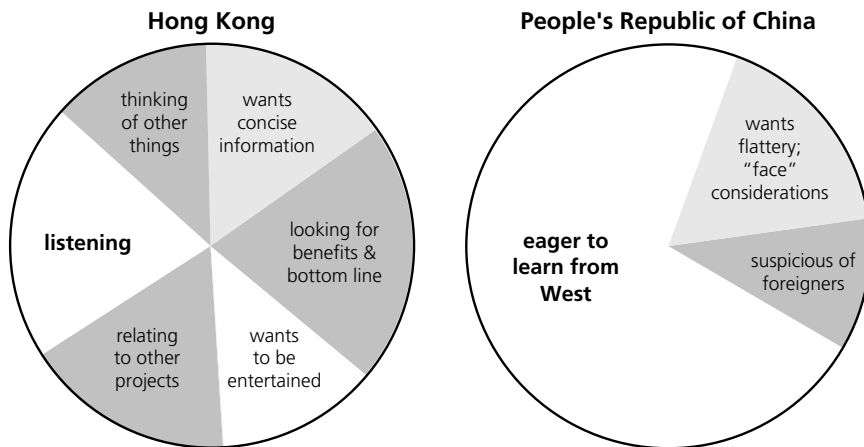 Hong Kong
thinking
of other
things
wants
concise
information
listening
looking for
benefits &
bottom line
relating
to other
projects
wants
to be
entertained
People's Republic of China
wants
flattery;
“face”
considerations
eager to
learn from
West
suspicious of
foreigners